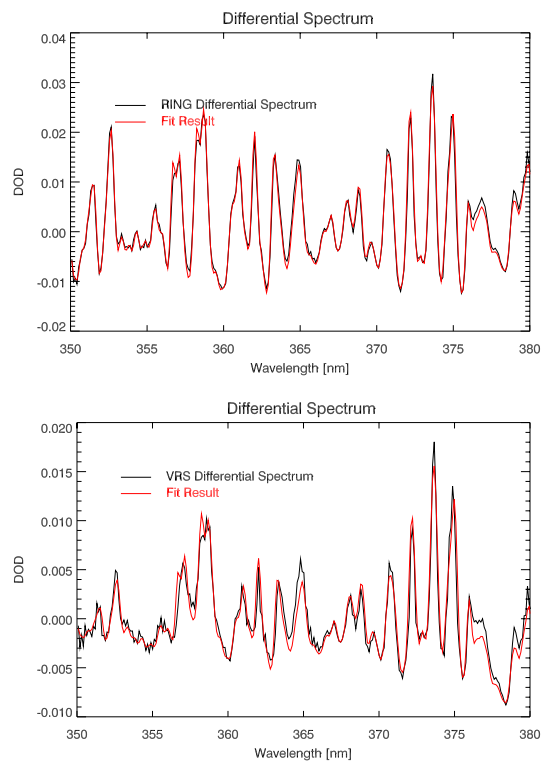 Differential Spectrum
0.04
0.03
RING Differential Spectrum
Fit Result
0.02
DOD
0.01
0.00
-0.01
-0.02
350 355 360 365 370 375 380
Wavelength [nm]
Differential Spectrum
0.020
0.015
VRS Differential Spectrum
Fit Result
0.010
DOD
0.005
0.000
-0.005
-0.010
350 355 360 365 370 375 380
Wavelength [nm]